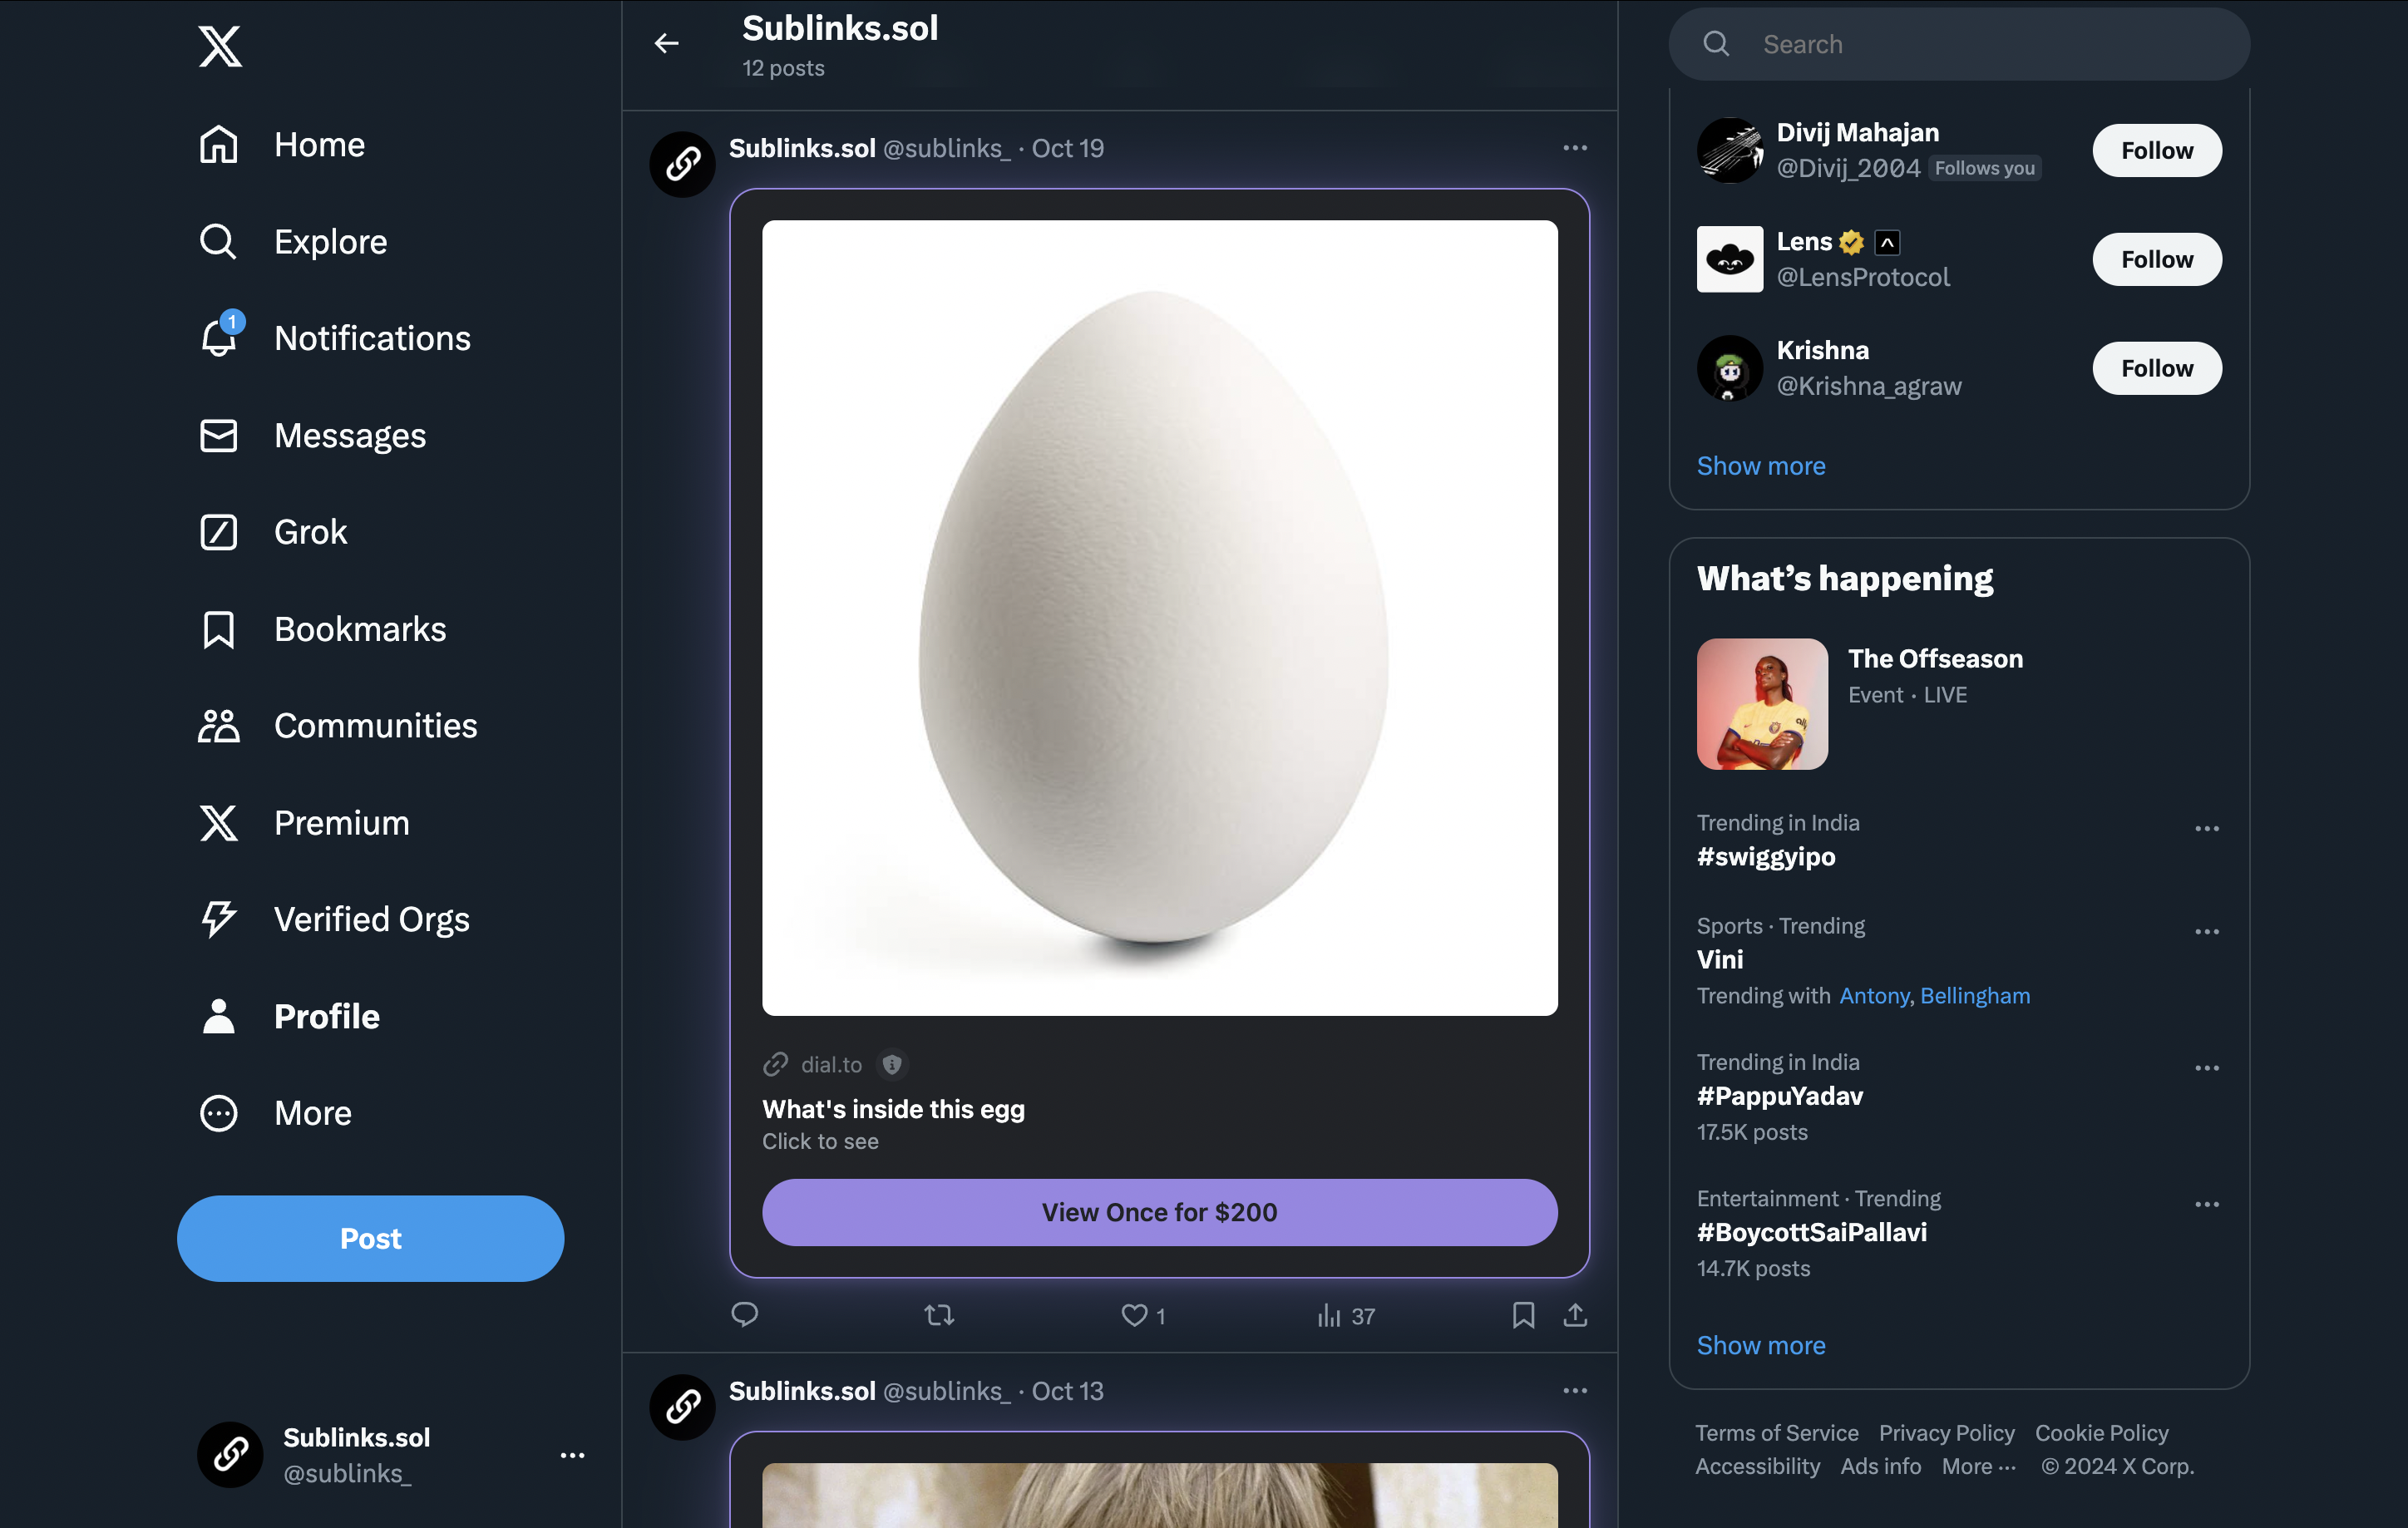 Home
Explore
1
Notifications
Messages
Grok
Bookmarks
Communities
Premium
Verified Orgs
Profile
More
Post
Sublinks.sol
@sublinks_
Sublinks.sol
12 posts
Sublinks.sol @sublinks_ · Oct 19
dial.to
What's inside this egg
Click to see
View Once for $200
1
37
Sublinks.sol @sublinks_ · Oct 13
Search
Divij Mahajan
@Divij_2004 Follows you
Follow
Lens
@LensProtocol
Follow
Krishna
@Krishna_agraw
Follow
Show more
What’s happening
The Offseason
Event · LIVE
Trending in India
#swiggyipo
Sports · Trending
Vini
Trending with Antony, Bellingham
Trending in India
#PappuYadav
17.5K posts
Entertainment · Trending
#BoycottSaiPallavi
14.7K posts
Show more
Terms of Service Privacy Policy Cookie Policy
Accessibility Ads info More ··· © 2024 X Corp.